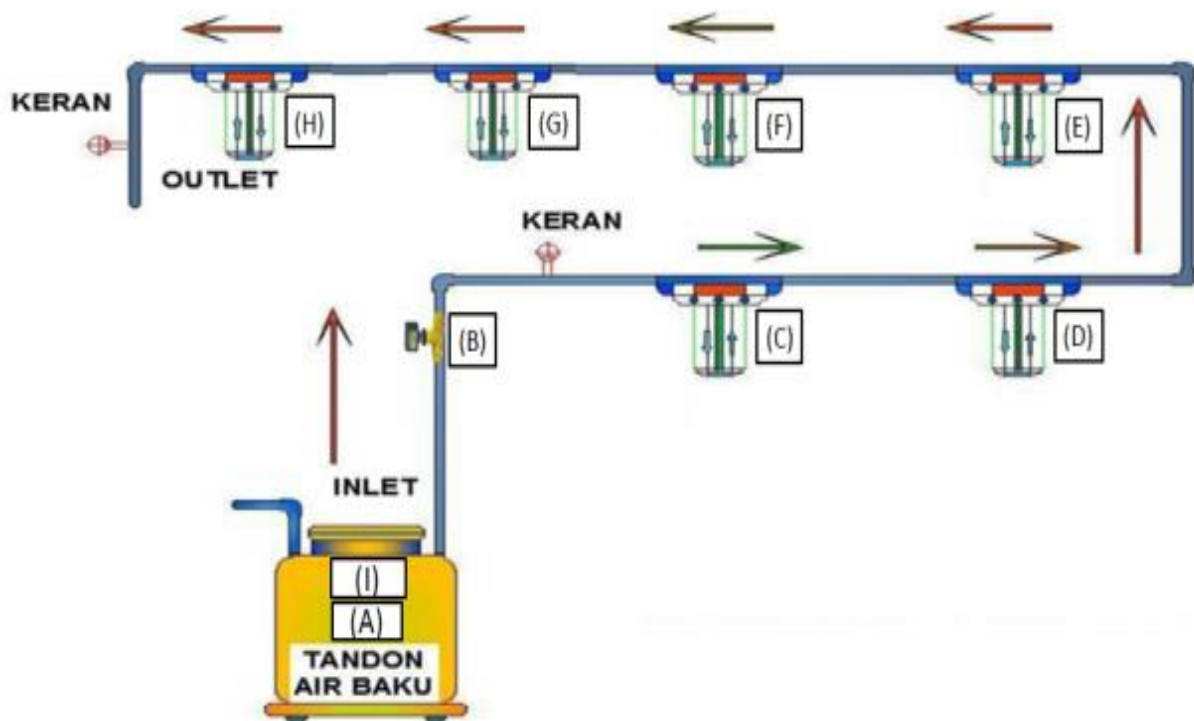 KERAN
(H)
(G)
(F)
(E)
OUTLET
KERAN
(B)
(C)
(D)
INLET
(I)
(A)
TANDON
AIR BAKU